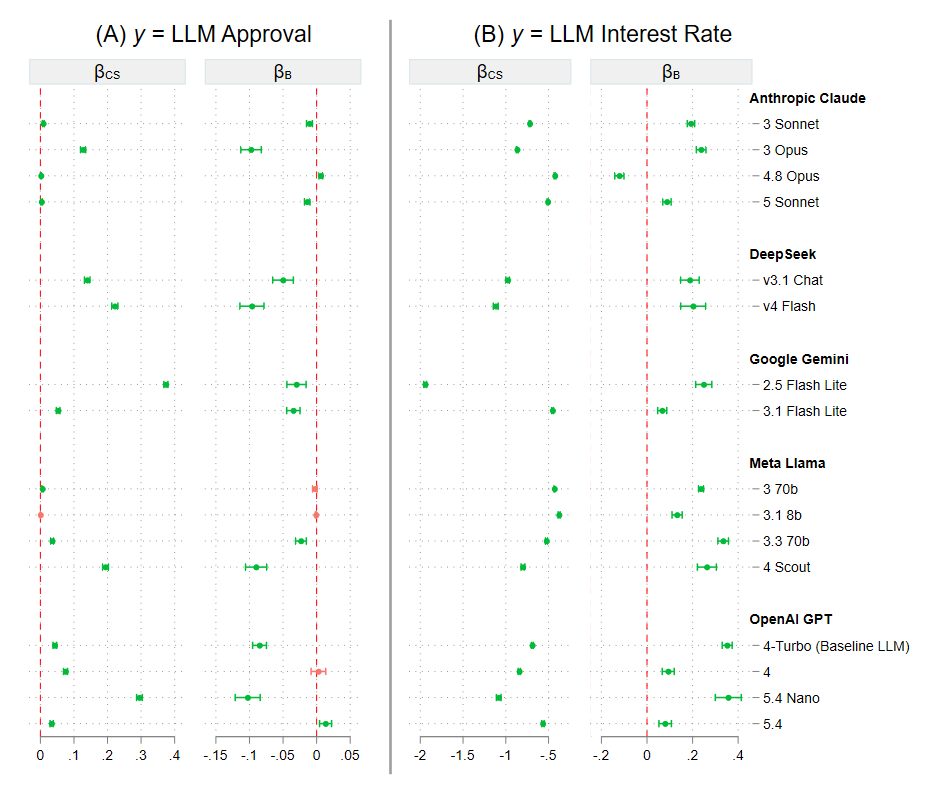 (A) y = LLM Approval
(B) y = LLM Interest Rate
βCS
βB
βCS
βB
Anthropic Claude
3 Sonnet
3 Opus
4.8 Opus
5 Sonnet
DeepSeek
v3.1 Chat
v4 Flash
Google Gemini
2.5 Flash Lite
3.1 Flash Lite
Meta Llama
3 70b
3.1 8b
3.3 70b
4 Scout
OpenAI GPT
4-Turbo (Baseline LLM)
4
5.4 Nano
5.4
0 .1 .2 .3 .4
-.15 -.1 -.05 0 .05
-2 -1.5 -1 -.5
-.2 0 .2 .4